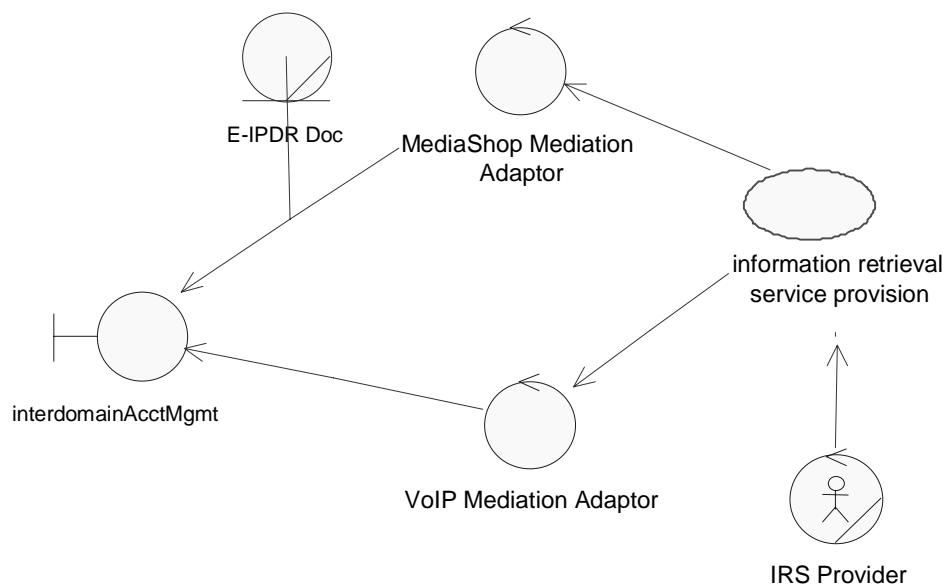 E-IPDR Doc
MediaShop Mediation
Adaptor
information retrieval
service provision
interdomainAcctMgmt
VoIP Mediation Adaptor
IRS Provider